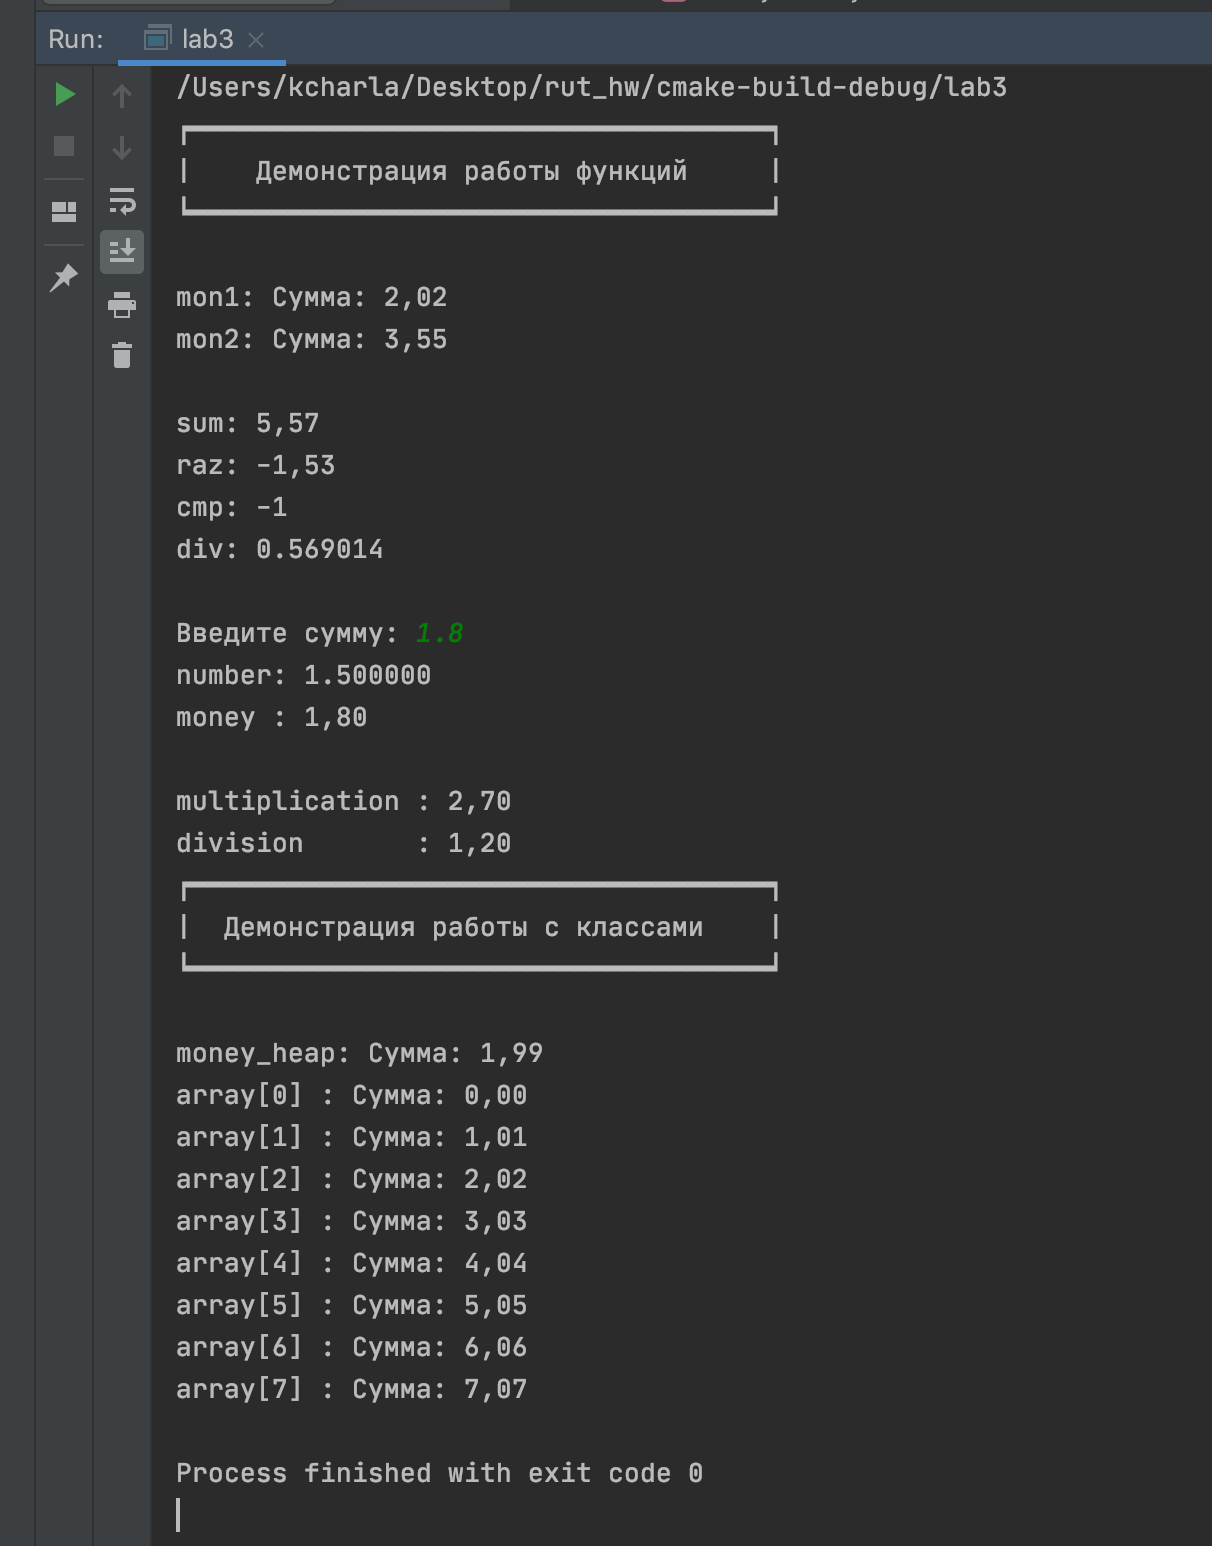 Run: lab3
/Users/kcharla/Desktop/rut_hw/cmake-build-debug/lab3
Демонстрация работы функций
mon1: Сумма: 2,02
mon2: Сумма: 3,55
sum: 5,57
raz: -1,53
cmp: -1
div: 0.569014
Введите сумму: 1.8
number: 1.500000
money : 1,80
multiplication : 2,70
division       : 1,20
Демонстрация работы с классами
money_heap: Сумма: 1,99
array[0] : Сумма: 0,00
array[1] : Сумма: 1,01
array[2] : Сумма: 2,02
array[3] : Сумма: 3,03
array[4] : Сумма: 4,04
array[5] : Сумма: 5,05
array[6] : Сумма: 6,06
array[7] : Сумма: 7,07
Process finished with exit code 0